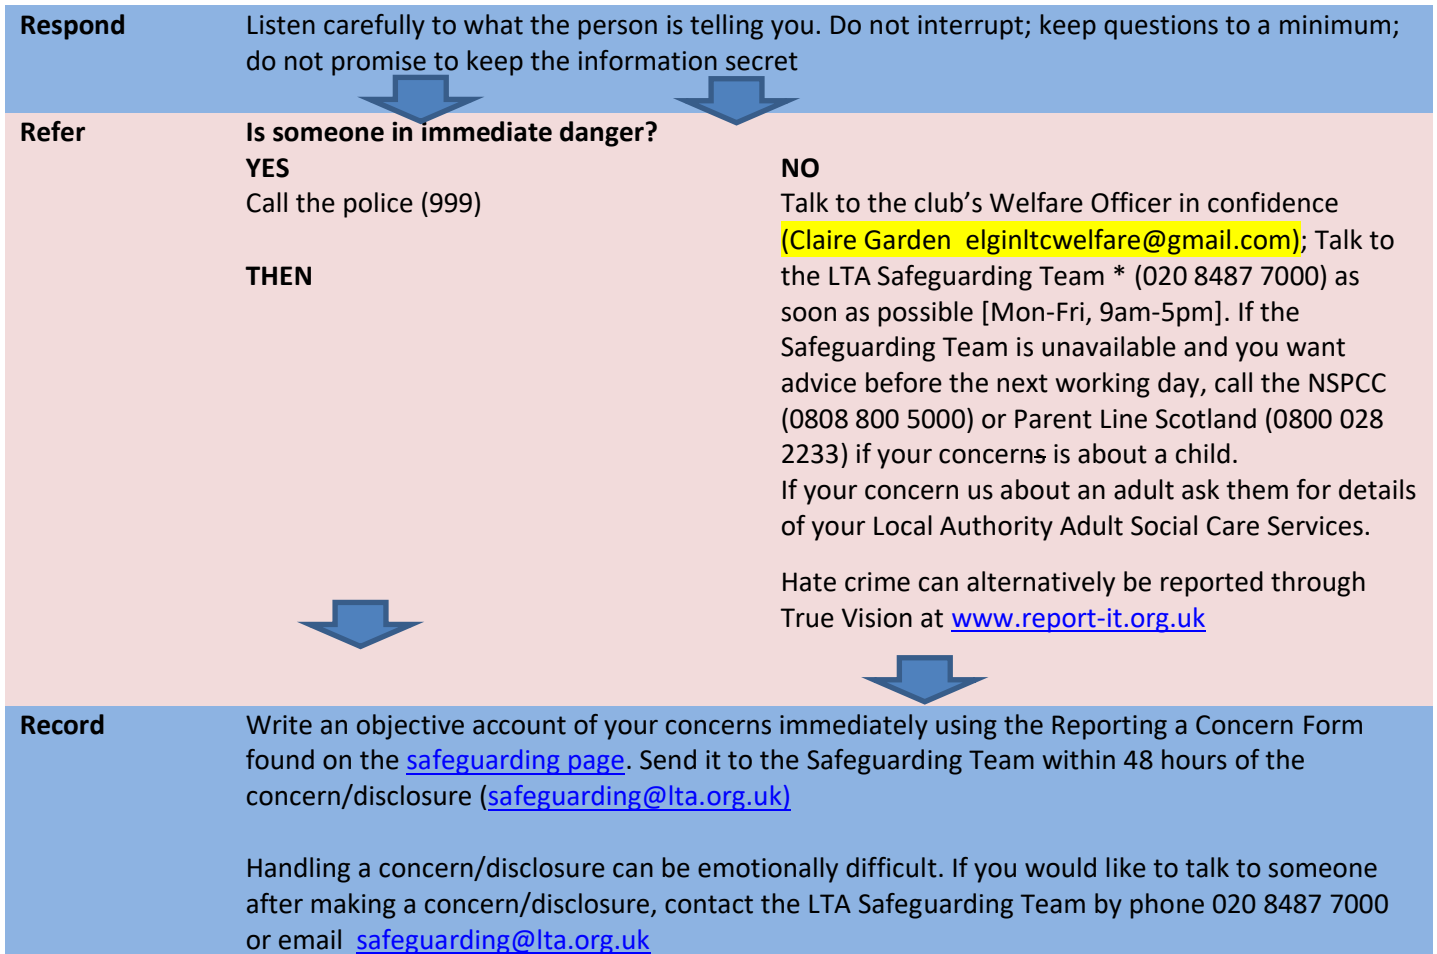 Respond
Listen carefully to what the person is telling you. Do not interrupt; keep questions to a minimum;
do not promise to keep the information secret
Refer
Is someone in immediate danger?
YES
Call the police (999)
THEN
NO
Talk to the club’s Welfare Officer in confidence
(Claire Garden  elginltcwelfare@gmail.com); Talk to
the LTA Safeguarding Team * (020 8487 7000) as
soon as possible [Mon-Fri, 9am-5pm]. If the
Safeguarding Team is unavailable and you want
advice before the next working day, call the NSPCC
(0808 800 5000) or Parent Line Scotland (0800 028
2233) if your concerns is about a child.
If your concern us about an adult ask them for details
of your Local Authority Adult Social Care Services.
Hate crime can alternatively be reported through
True Vision at www.report-it.org.uk
Record
Write an objective account of your concerns immediately using the Reporting a Concern Form
found on the safeguarding page. Send it to the Safeguarding Team within 48 hours of the
concern/disclosure (safeguarding@lta.org.uk)
Handling a concern/disclosure can be emotionally difficult. If you would like to talk to someone
after making a concern/disclosure, contact the LTA Safeguarding Team by phone 020 8487 7000
or email  safeguarding@lta.org.uk